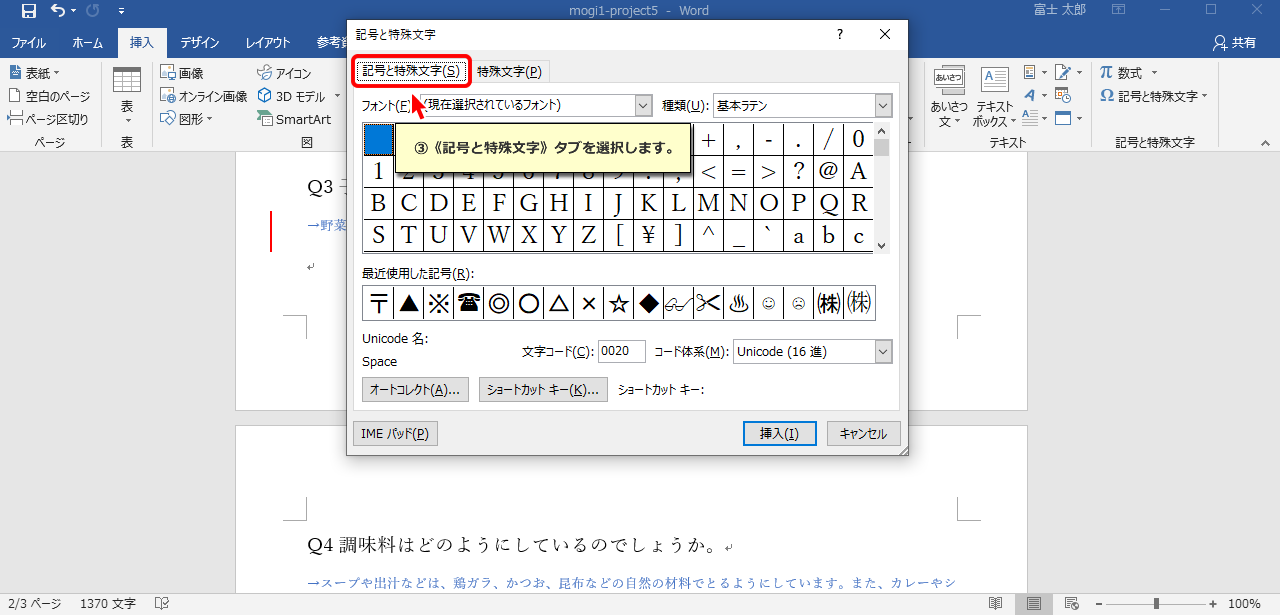 mogi1-project5 - Word
富士 太郎
ファイル ホーム 挿入 デザイン レイアウト 参考資
共有
表紙
空白のページ
ページ区切り
ページ
表
表
画像
オンライン画像
図形
アイコン
3D モデル
SmartArt
図
あいさつ
あいさつ
文
テキスト
ボックス
テキスト
π 数式
Ω 記号と特殊文字
記号と特殊文字
記号と特殊文字
?
記号と特殊文字(S) 特殊文字(P)
フォント(F): (現在選択されているフォント) 種類(U): 基本ラテン
③《記号と特殊文字》タブを選択します。
+ , - . / 0
1 < = > ? @ A
B C D E F G H I J K L M N O P Q R
S T U V W X Y Z [ ¥ ] ^ _ ` a b c
最近使用した記号(R):
〒 ▲ ※ ☎ ◎ ○ △ × ☆ ◆ 👓 ✂ ♨ ☺ ☹ ㈱ ㈱
Unicode 名:
Space
文字コード(C): 0020 コード体系(M): Unicode (16 進)
オートコレクト(A)... ショートカット キー(K)... ショートカット キー:
IME パッド(P) 挿入(I) キャンセル
Q3
→野菜
Q4 調味料はどのようにしているのでしょうか。
→スープや出汁などは、鶏ガラ、かつお、昆布などの自然の材料でとるようにしています。また、カレーやシ
2/3 ページ 1370 文字
100%